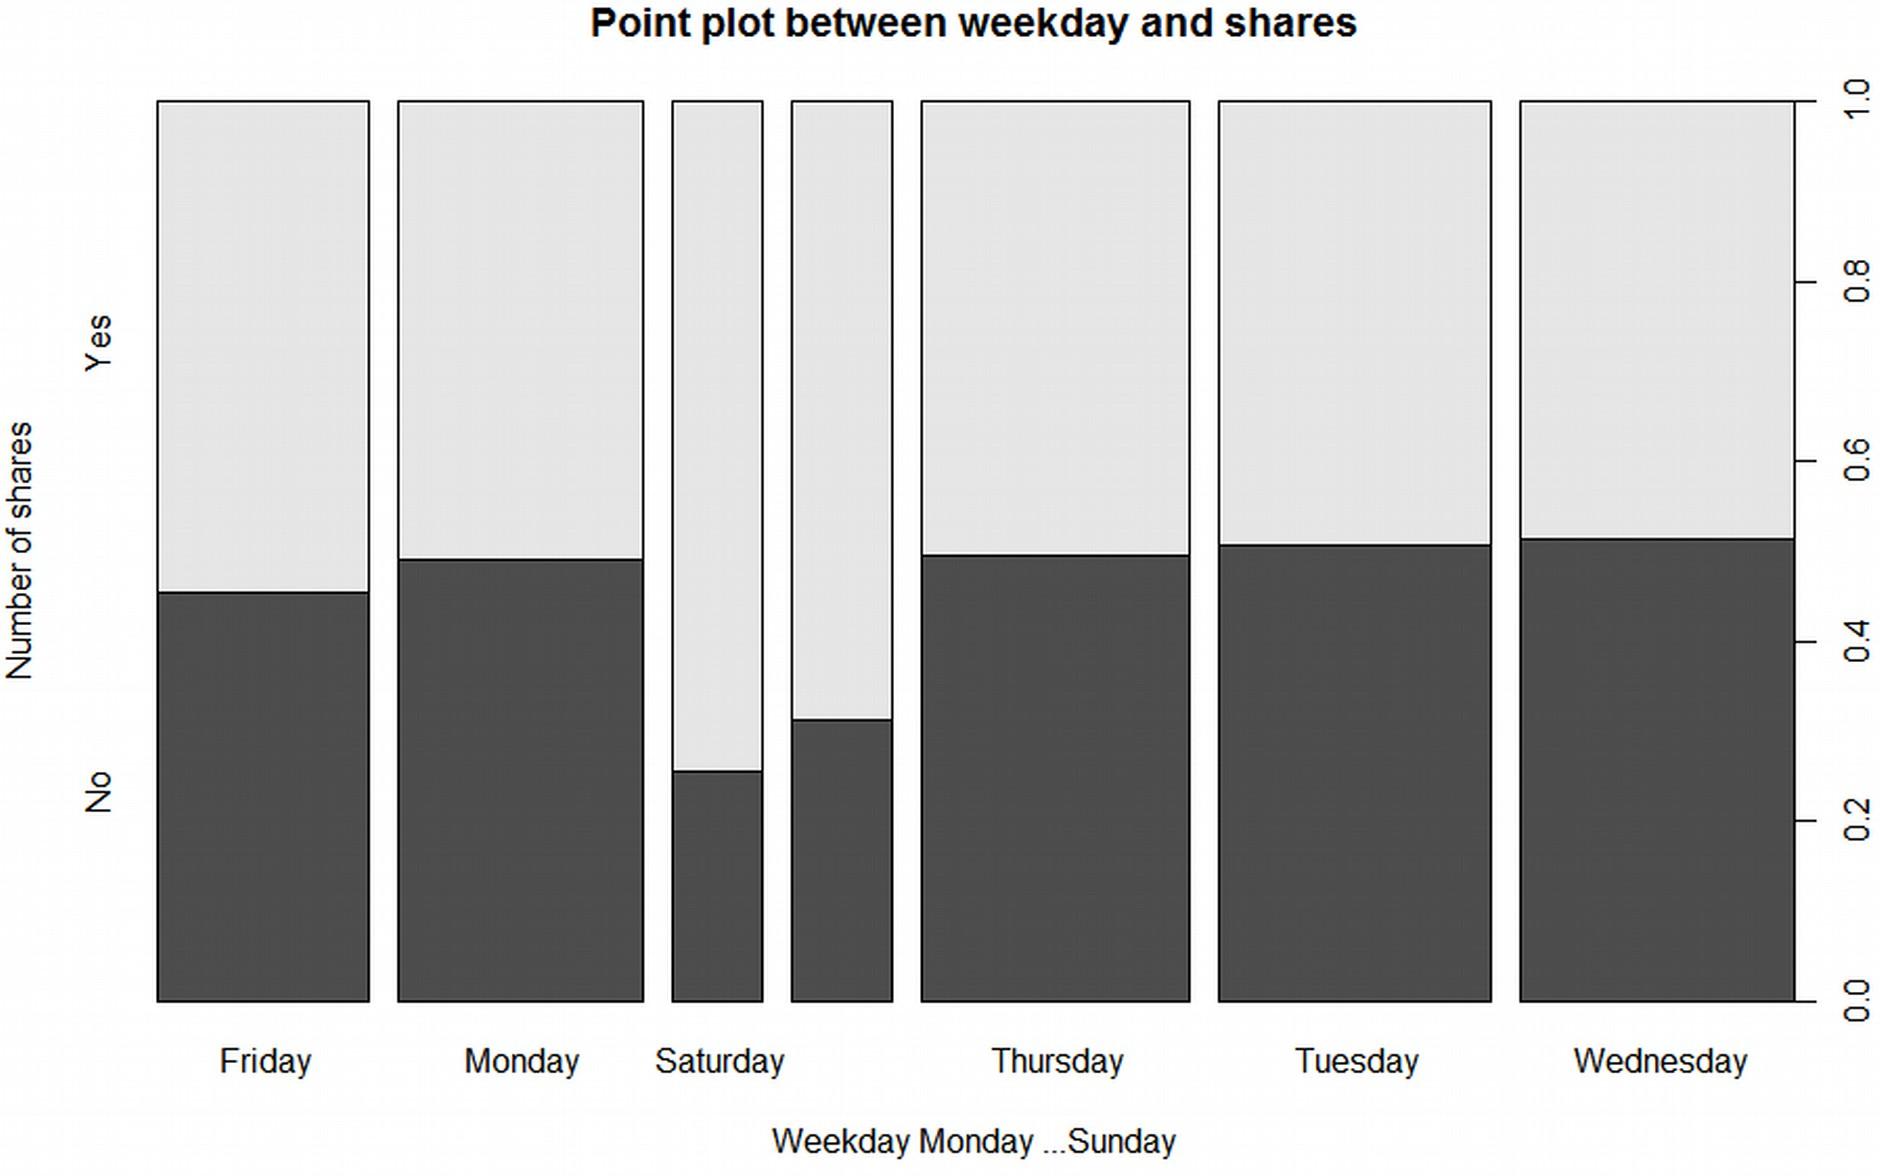 Point plot between weekday and shares
Number of shares
Yes
No
1.0
0.8
0.6
0.4
0.2
0.0
Friday Monday Saturday Thursday Tuesday Wednesday
Weekday Monday ...Sunday